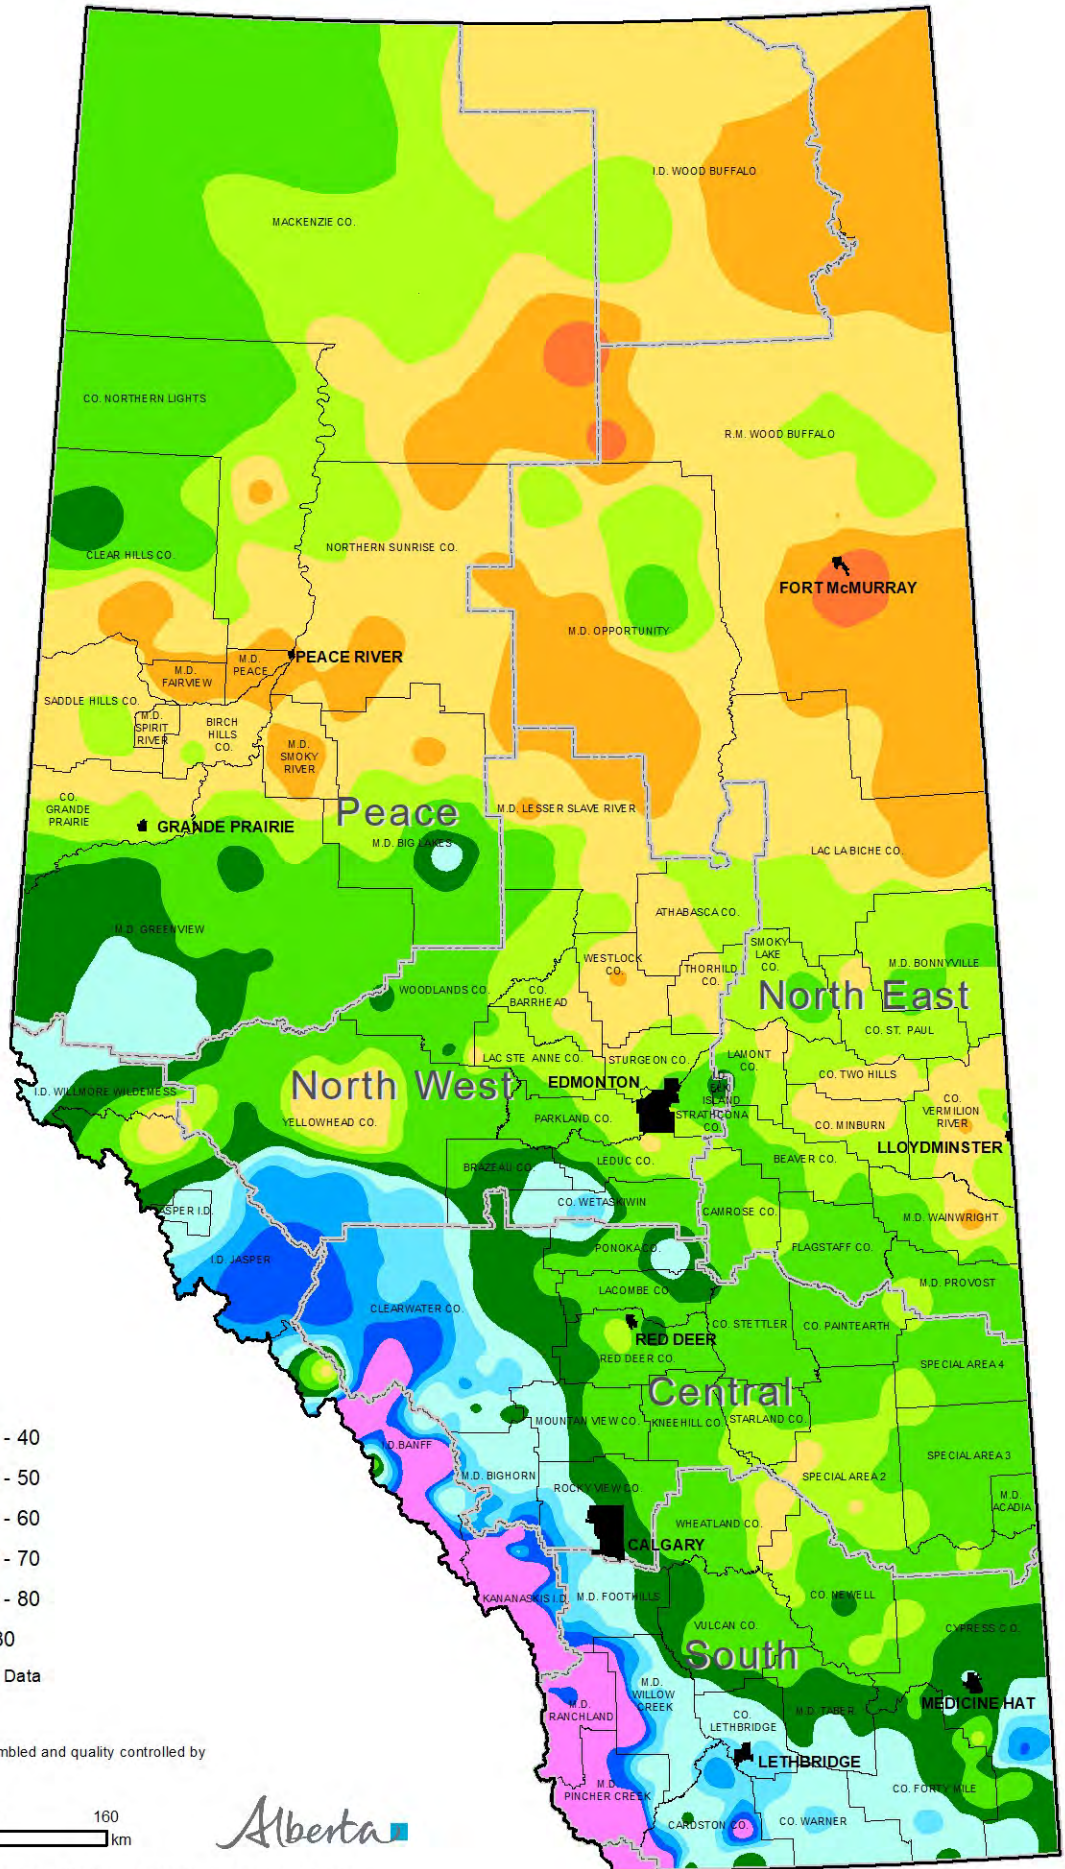 I.D. WOOD BUFFALO
MACKENZIE CO.
CO. NORTHERN LIGHTS
R.M. WOOD BUFFALO
CLEAR HILLS CO.
NORTHERN SUNRISE CO.
FORT McMURRAY
M.D. OPPORTUNITY
PEACE RIVER
M.D.
PEACE
M.D.
FAIRVIEW
SADDLE HILLS CO.
M.D.
SPIRIT
RIVER
BIRCH
HILLS
CO.
M.D.
SMOKY
RIVER
CO.
GRANDE
PRAIRIE
GRANDE PRAIRIE
Peace
M.D. LESSER SLAVE RIVER
M.D. BIG LAKES
LAC LA BICHE CO.
M.D. GREENVIEW
ATHABASCA CO.
WESTLOCK
CO.
THORHILD
CO.
SMOKY
LAKE
CO.
M.D. BONNYVILLE
WOODLANDS CO.
CO.
BARRHEAD
North East
CO. ST. PAUL
LAC STE ANNE CO.
STURGEON CO.
LAMONT
CO.
CO. TWO HILLS
I.D. WILLMORE WILDERNESS
North West
EDMONTON
I.D.
ELK
ISLAND
STRATHCONA
CO.
CO.
VERMILION
RIVER
YELLOWHEAD CO.
PARKLAND CO.
CO. MINBURN
LLOYDMINSTER
BRAZEAU CO.
LEDUC CO.
BEAVER CO.
JASPER I.D.
CO. WETASKIWIN
CAMROSE CO.
M.D. WAINWRIGHT
I.D. JASPER
PONOKA CO.
FLAGSTAFF CO.
LACOMBE CO.
M.D. PROVOST
CLEARWATER CO.
RED DEER
CO. STETTLER
CO. PAINTEARTH
RED DEER CO.
SPECIAL AREA 4
Central
MOUNTAN VIEW CO.
KNEEHILL CO.
STARLAND CO.
I.D. BANFF
M.D. BIGHORN
SPECIAL AREA 2
SPECIAL AREA 3
ROCKY VIEW CO.
M.D.
ACADIA
WHEATLAND CO.
CALGARY
KANANASKIS I.D.
M.D. FOOTHILLS
CO. NEWELL
VULCAN CO.
CYPRESS CO.
South
M.D.
WILLOW
CREEK
M.D.
RANCHLAND
CO.
LETHBRIDGE
M.D. TABER
MEDICINE HAT
LETHBRIDGE
M.D.
PINCHER CREEK
CO. FORTY MILE
CARDSTON CO.
CO. WARNER
- 40
- 50
- 60
- 70
- 80
80
Data
mbled and quality controlled by
160
km
Alberta